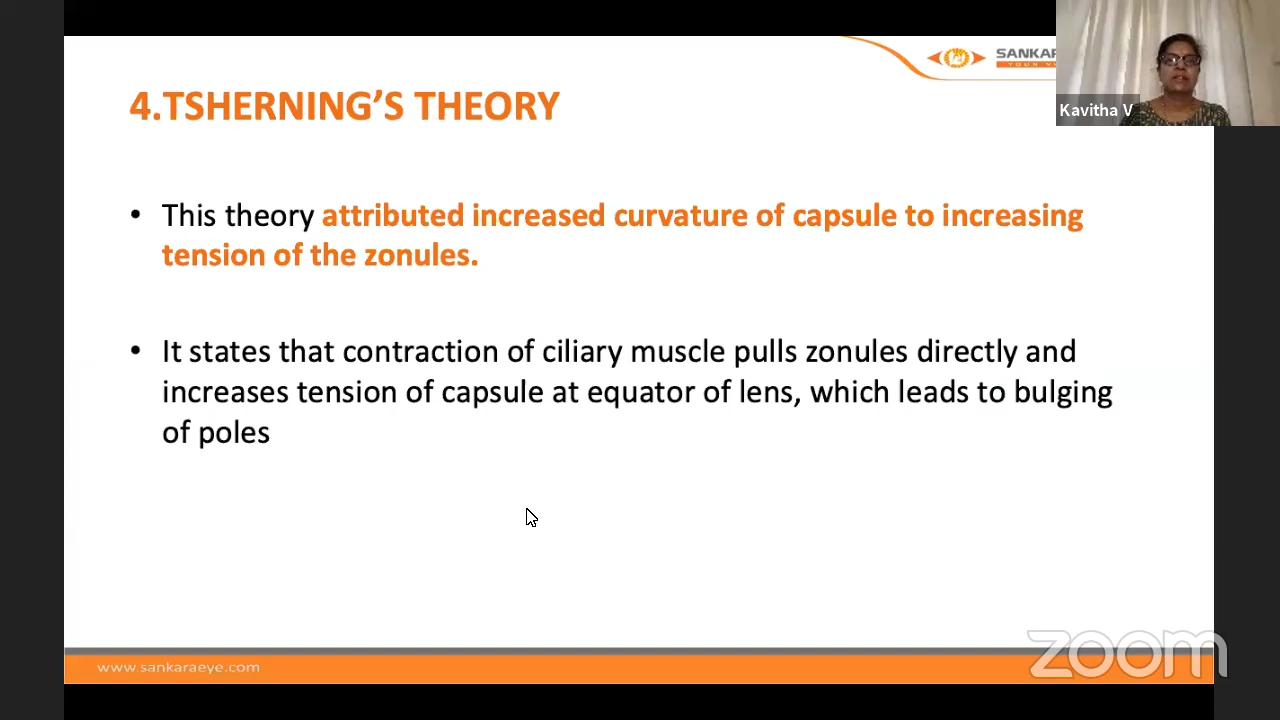 SANKARA
Kavitha V
4.TSHERNING’S THEORY
• This theory attributed increased curvature of capsule to increasing
tension of the zonules.
• It states that contraction of ciliary muscle pulls zonules directly and
increases tension of capsule at equator of lens, which leads to bulging
of poles
zoom
www.sankaraeye.com